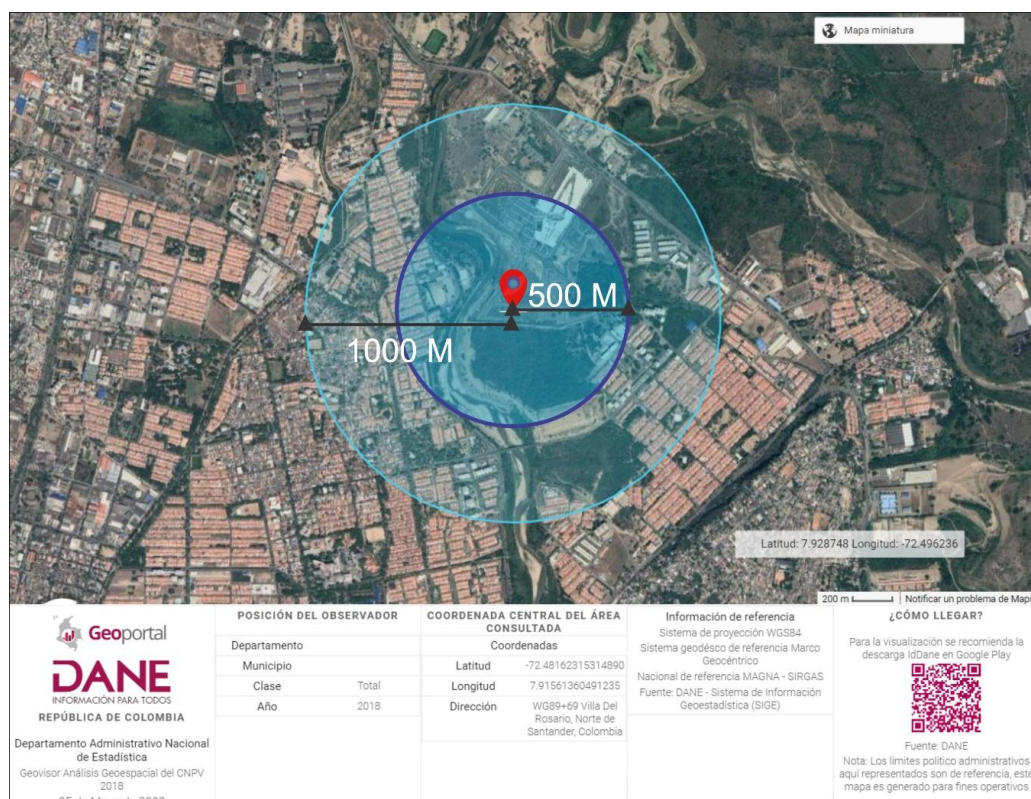 Mapa miniatura
500 M
1000 M
Latitud: 7.928748 Longitud: -72.496236
200 m
Notificar un problema de Maps
Geoportal
DANE
INFORMACIÓN PARA TODOS
REPÚBLICA DE COLOMBIA
Departamento Administrativo Nacional
de Estadística
Geovisor Análisis Geoespacial del CNPV
2018
POSICIÓN DEL OBSERVADOR
Departamento
Municipio
Clase Total
Año 2018
COORDENADA CENTRAL DEL ÁREA
CONSULTADA
Coordenadas
Latitud -72.48162315314890
Longitud 7.91561360491235
Dirección WG89+69 Villa Del
Rosario, Norte de
Santander, Colombia
Información de referencia
Sistema de proyección WGS84
Sistema geodésco de referencia Marco
Geocéntrico
Nacional de referencia MAGNA - SIRGAS
Fuente: DANE - Sistema de Información
Geoestadística (SIGE)
¿CÓMO LLEGAR?
Para la visualización se recomienda la
descarga IdDane en Google Play
Fuente: DANE
Nota: Los limites politico administrativos
aquí representados son de referencia, este
mapa es generado para fines operativos